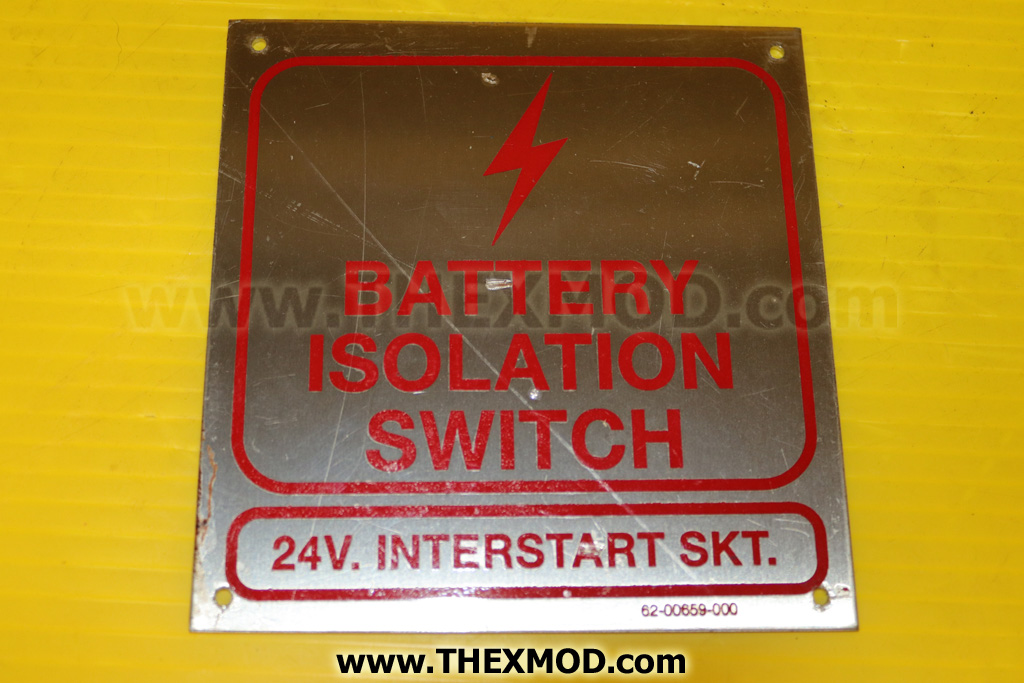 BATTERY
www.THEXMOD.com
ISOLATION
SWITCH
24V. INTERSTART SKT.
62-00659-000
www.THEXMOD.com